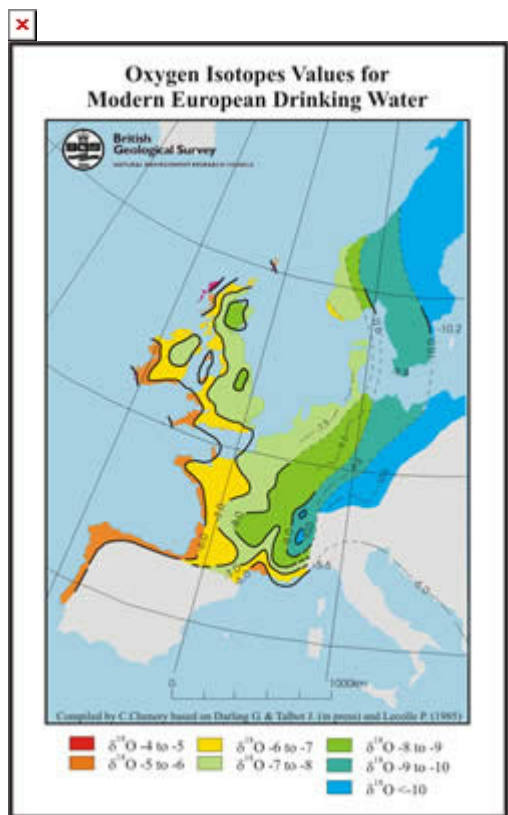 Oxygen Isotopes Values for
Modern European Drinking Water
British
Geological Survey
NATURAL ENVIRONMENT RESEARCH COUNCIL
BGS
-10.2
-5.6
0
1000km
Compiled by C.Chenery based on Darling G. & Talbot J. (in press) and Lecolle P. (1985)
δ¹⁸O -4 to -5
δ¹⁸O -6 to -7
δ¹⁸O -8 to -9
δ¹⁸O -5 to -6
δ¹⁸O -7 to -8
δ¹⁸O -9 to -10
δ¹⁸O <-10